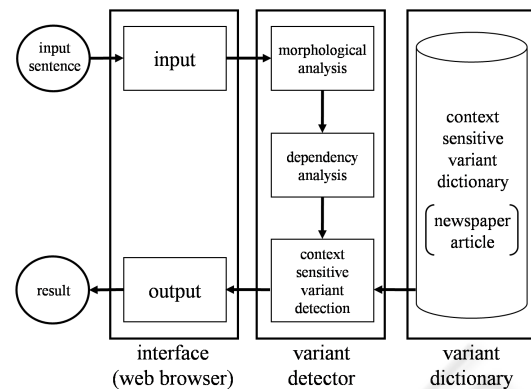 input
sentence
input
morphological
analysis
dependency
analysis
context
sensitive
variant
detection
output
result
context
sensitive
variant
dictionary
newspaper
article
interface
(web browser)
variant
detector
variant
dictionary